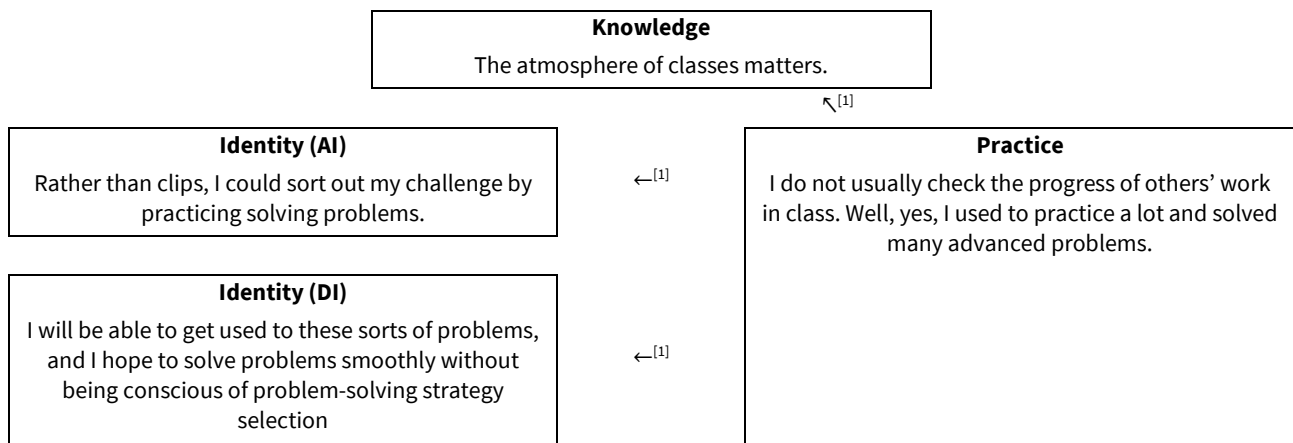 Knowledge
The atmosphere of classes matters.
↖[1]
Identity (AI)
Rather than clips, I could sort out my challenge by
practicing solving problems.
←[1]
Practice
I do not usually check the progress of others’ work
in class. Well, yes, I used to practice a lot and solved
many advanced problems.
Identity (DI)
I will be able to get used to these sorts of problems,
and I hope to solve problems smoothly without
being conscious of problem-solving strategy
selection
←[1]